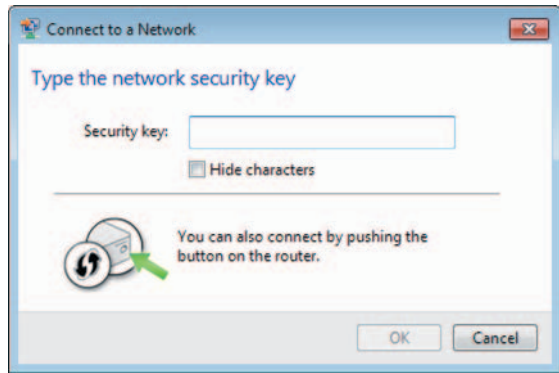 Connect to a Network
Type the network security key
Security key:
Hide characters
You can also connect by pushing the
button on the router.
OK
Cancel